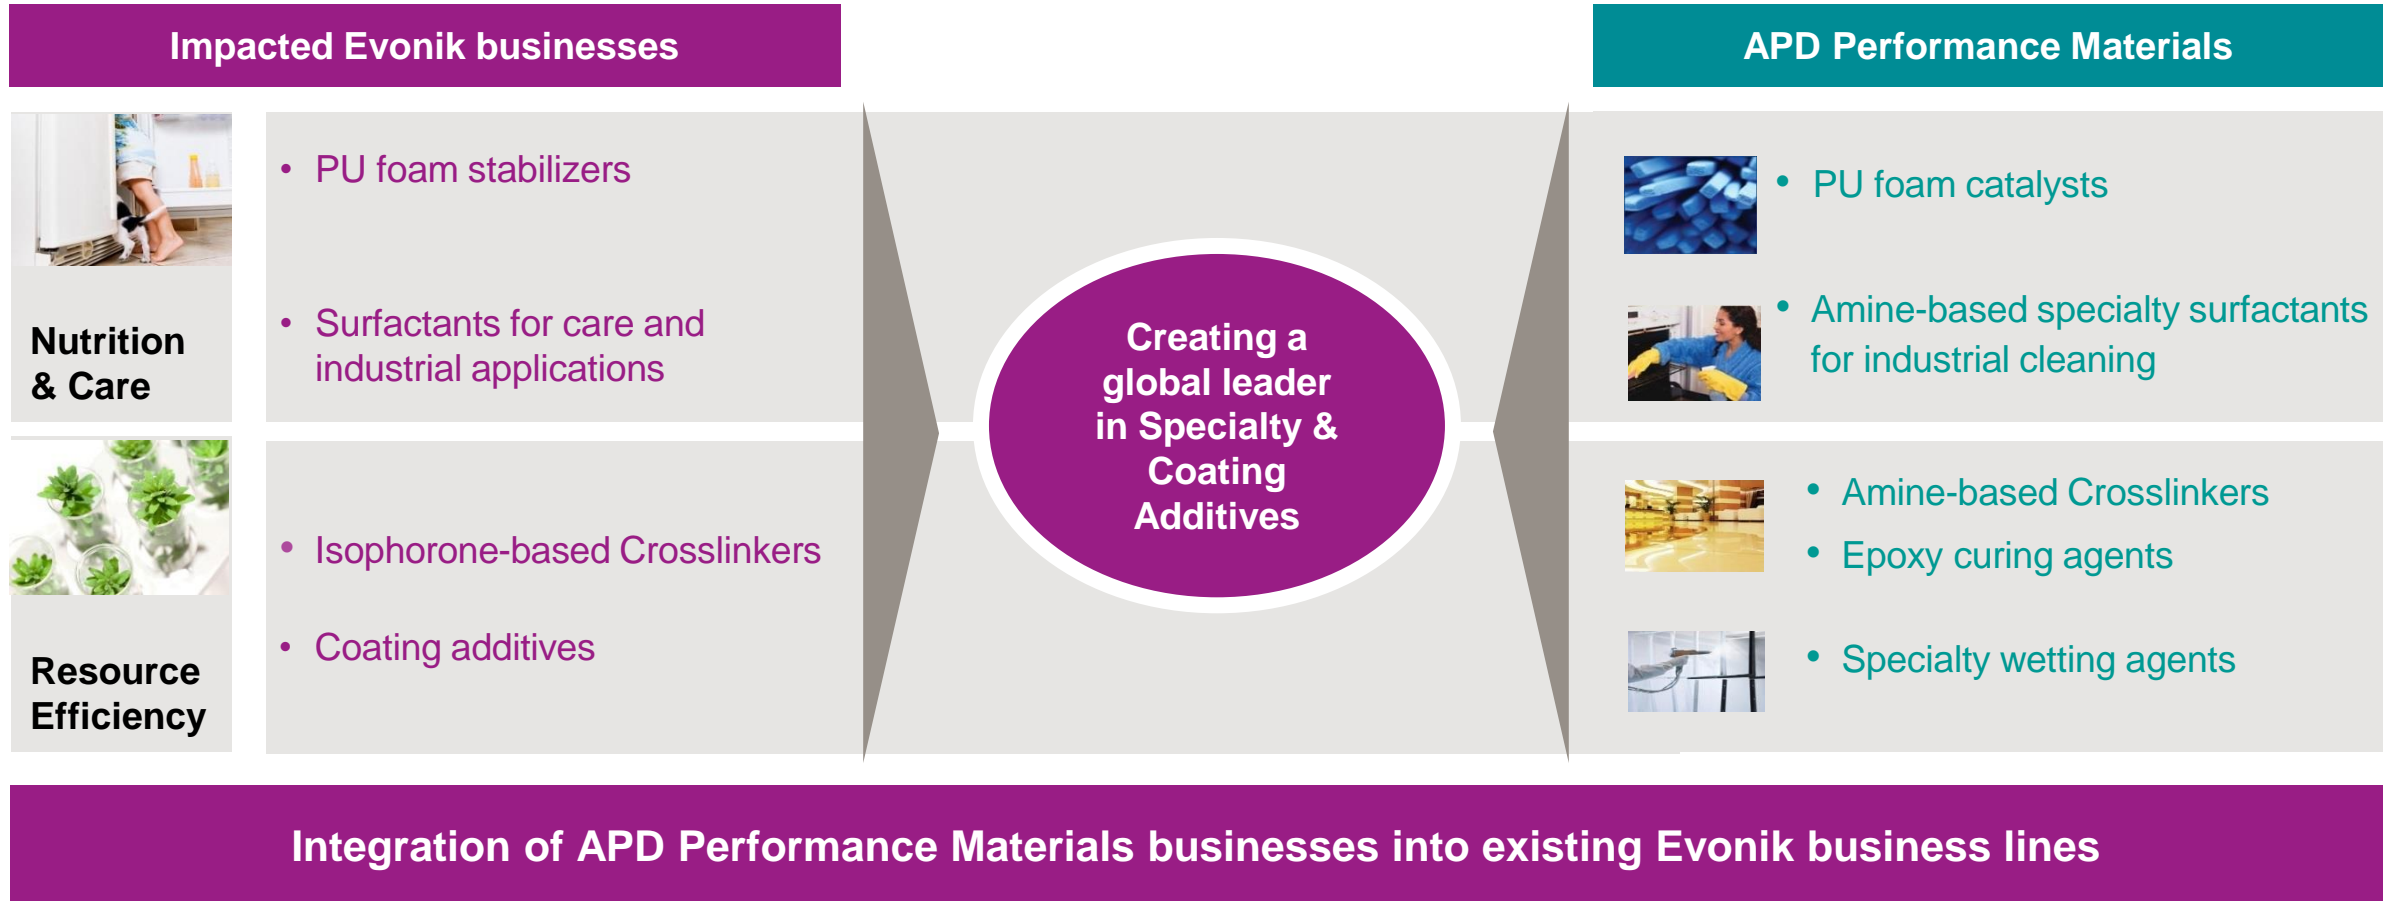 Impacted Evonik businesses
APD Performance Materials
Nutrition
& Care
• PU foam stabilizers
• Surfactants for care and
industrial applications
Resource
Efficiency
• Isophorone-based Crosslinkers
• Coating additives
Creating a
global leader
in Specialty &
Coating
Additives
• PU foam catalysts
• Amine-based specialty surfactants
for industrial cleaning
• Amine-based Crosslinkers
• Epoxy curing agents
• Specialty wetting agents
Integration of APD Performance Materials businesses into existing Evonik business lines